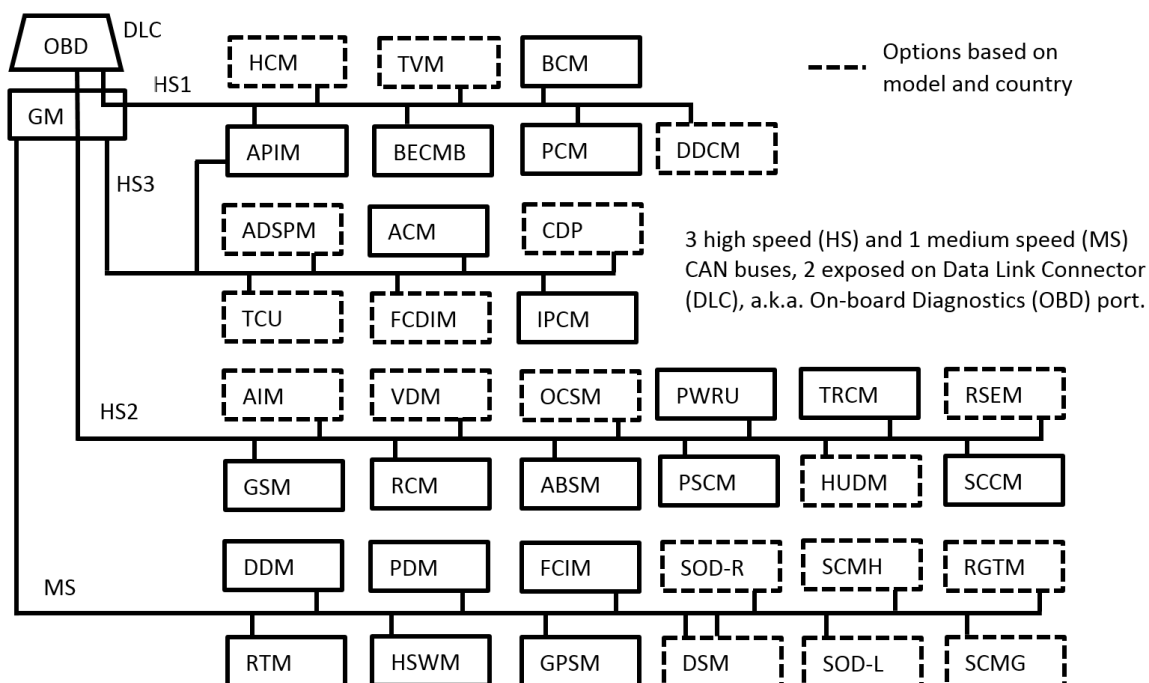 OBD
DLC
GM
HS1
HCM
TVM
BCM
Options based on
model and country
APIM
BECMB
PCM
DDCM
HS3
ADSPM
ACM
CDP
3 high speed (HS) and 1 medium speed (MS)
CAN buses, 2 exposed on Data Link Connector
(DLC), a.k.a. On-board Diagnostics (OBD) port.
TCU
FCDIM
IPCM
HS2
AIM
VDM
OCSM
PWRU
TRCM
RSEM
GSM
RCM
ABSM
PSCM
HUDM
SCCM
MS
DDM
PDM
FCIM
SOD-R
SCMH
RGTM
RTM
HSWM
GPSM
DSM
SOD-L
SCMG